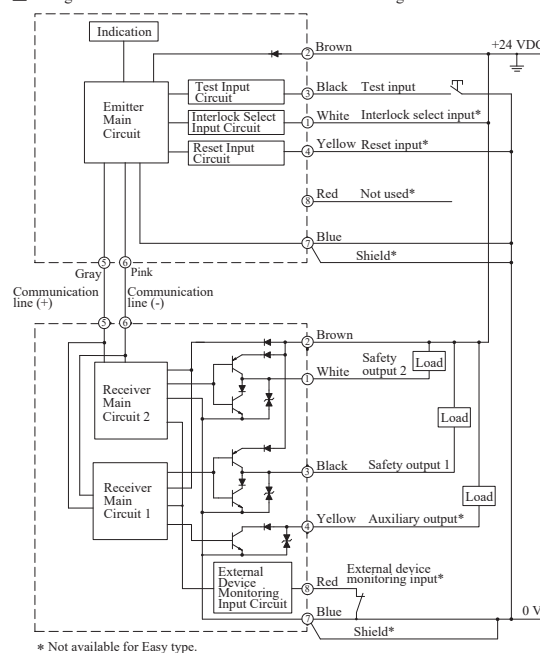 Indication
② Brown
+24 VDC
Emitter
Main
Circuit
Test Input
Circuit
③ Black Test input
Interlock Select
Input Circuit
① White Interlock select input*
Reset Input
Circuit
④ Yellow Reset input*
⑧ Red Not used*
⑦ Blue
Shield*
⑤ ⑥
Gray Pink
Communication
line (+)
Communication
line (-)
⑤ ⑥
② Brown
Receiver
Main
Circuit 2
① White
Safety
output 2
Load
Load
Receiver
Main
Circuit 1
③ Black Safety output 1
Load
④ Yellow Auxiliary output*
External
Device
Monitoring
Input Circuit
⑧ Red
External device
monitoring input*
⑦ Blue
0 V
Shield*
* Not available for Easy type.